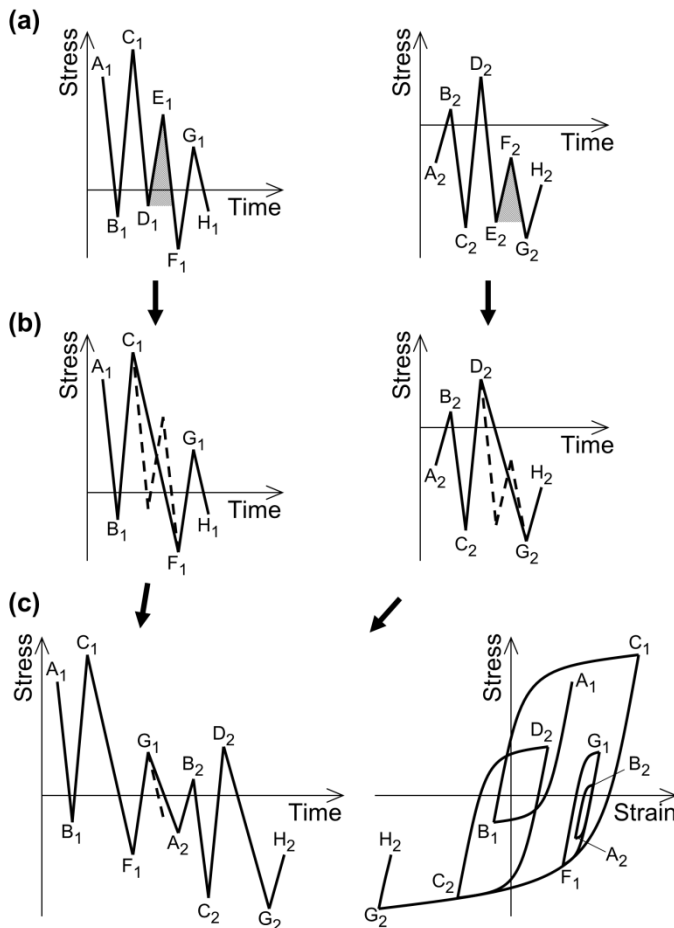 (a)
Stress
A1
B1
C1
D1
E1
F1
G1
H1
Time
Stress
A2
B2
C2
D2
E2
F2
G2
H2
Time
(b)
Stress
A1
B1
C1
F1
G1
H1
Time
Stress
A2
B2
C2
D2
G2
H2
Time
(c)
Stress
A1
B1
C1
F1
G1
A2
B2
C2
D2
G2
H2
Time
Stress
C1
A1
D2
G1
B2
Strain
B1
A2
F1
H2
C2
G2